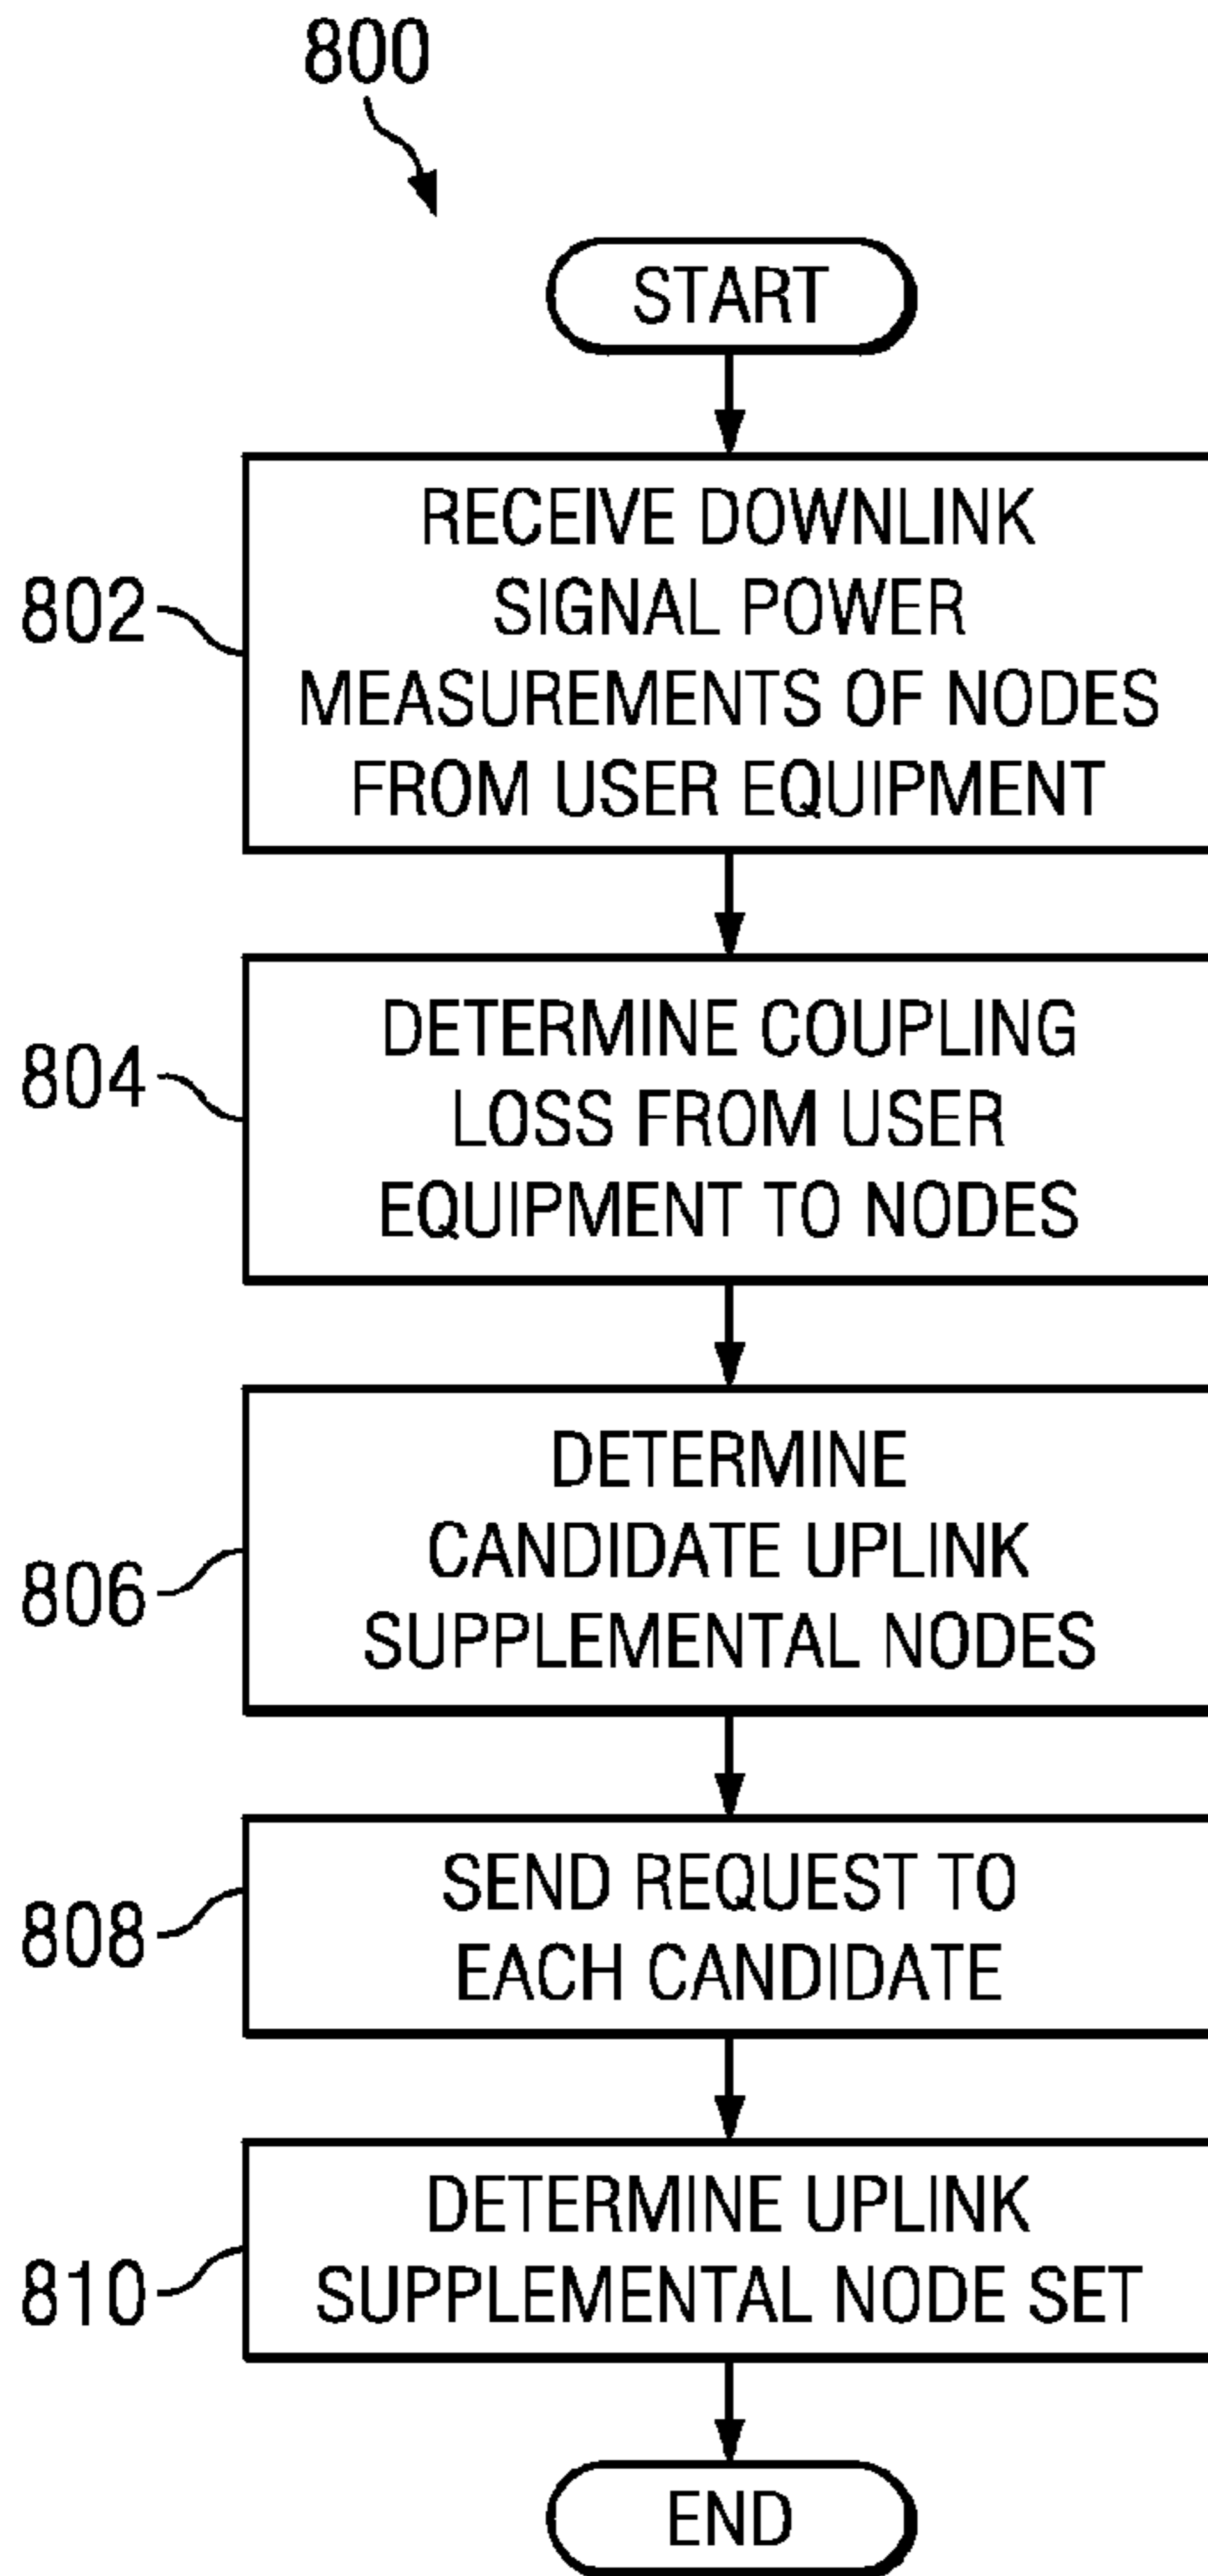 800
START
802
RECEIVE DOWNLINK
SIGNAL POWER
MEASUREMENTS OF NODES
FROM USER EQUIPMENT
804
DETERMINE COUPLING
LOSS FROM USER
EQUIPMENT TO NODES
806
DETERMINE
CANDIDATE UPLINK
SUPPLEMENTAL NODES
808
SEND REQUEST TO
EACH CANDIDATE
810
DETERMINE UPLINK
SUPPLEMENTAL NODE SET
END